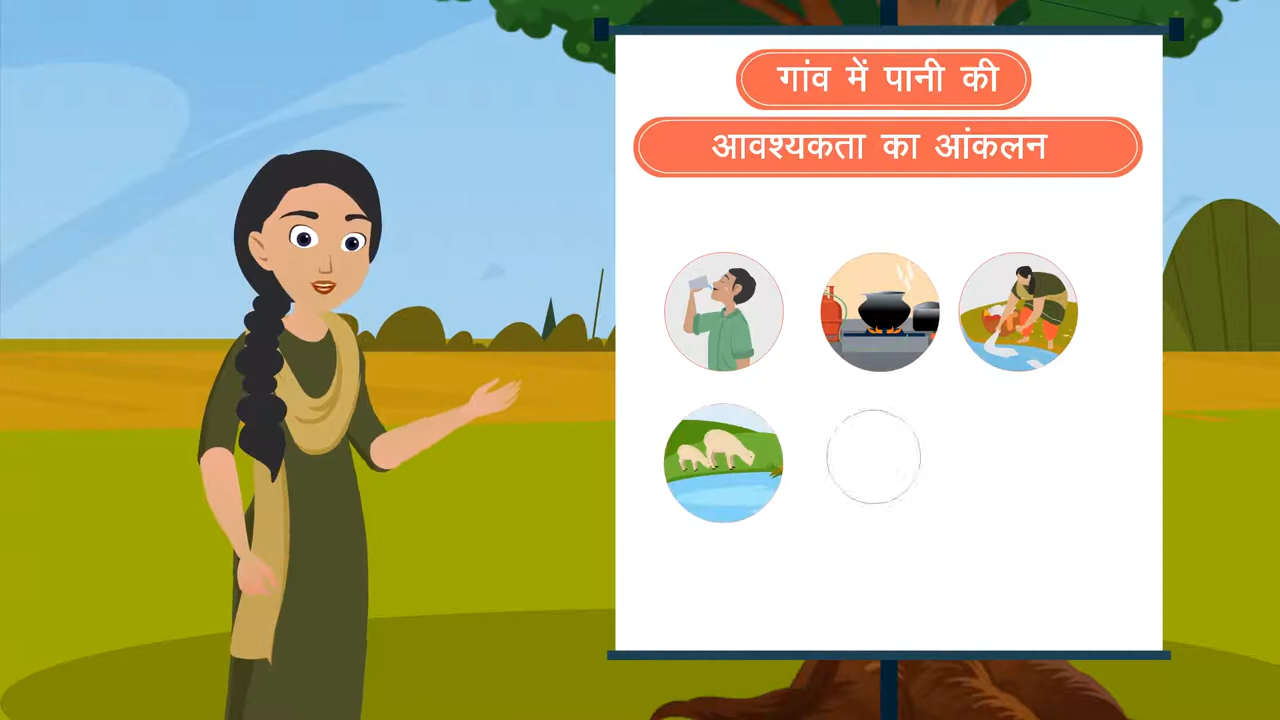 गांव में पानी की
आवश्यकता का आंकलन